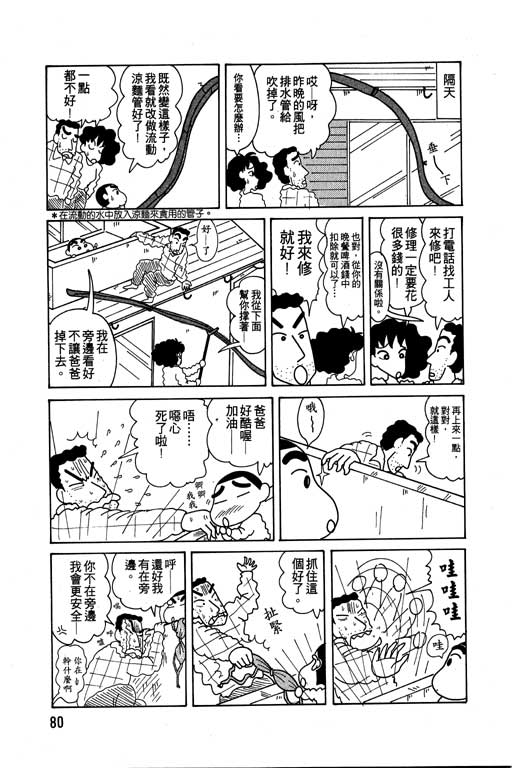 隔天
哎—呀，
昨晚的風把
排水管給
吹掉了。
你看要怎麼辦…
垂
下
既然變這樣子，
我看就改做流動
涼麵管好了！
一點
都不好
＊在流動的水中放入涼麵來食用的管子。
打電話找工人
來修吧！
修理一定要花
很多錢的！
沒有關係啦。
也對，從你的
晚餐啤酒錢中
扣除就可以了…
我來修
就好！
好—了
我從下面
幫你撐著—
我在
旁邊看好
不讓爸爸
掉下去。
再上來一點，
對對，
就這樣
哦～
爸爸
好酷喔—
加油
啊啊
我我
唔……
噁心
死了啦！
哇哇哇
哇
抓住這
個好了。
扯緊
呼—
還好我
有在旁
邊。
你不在旁邊
我會更安全—
你在
幹什麼啊
80